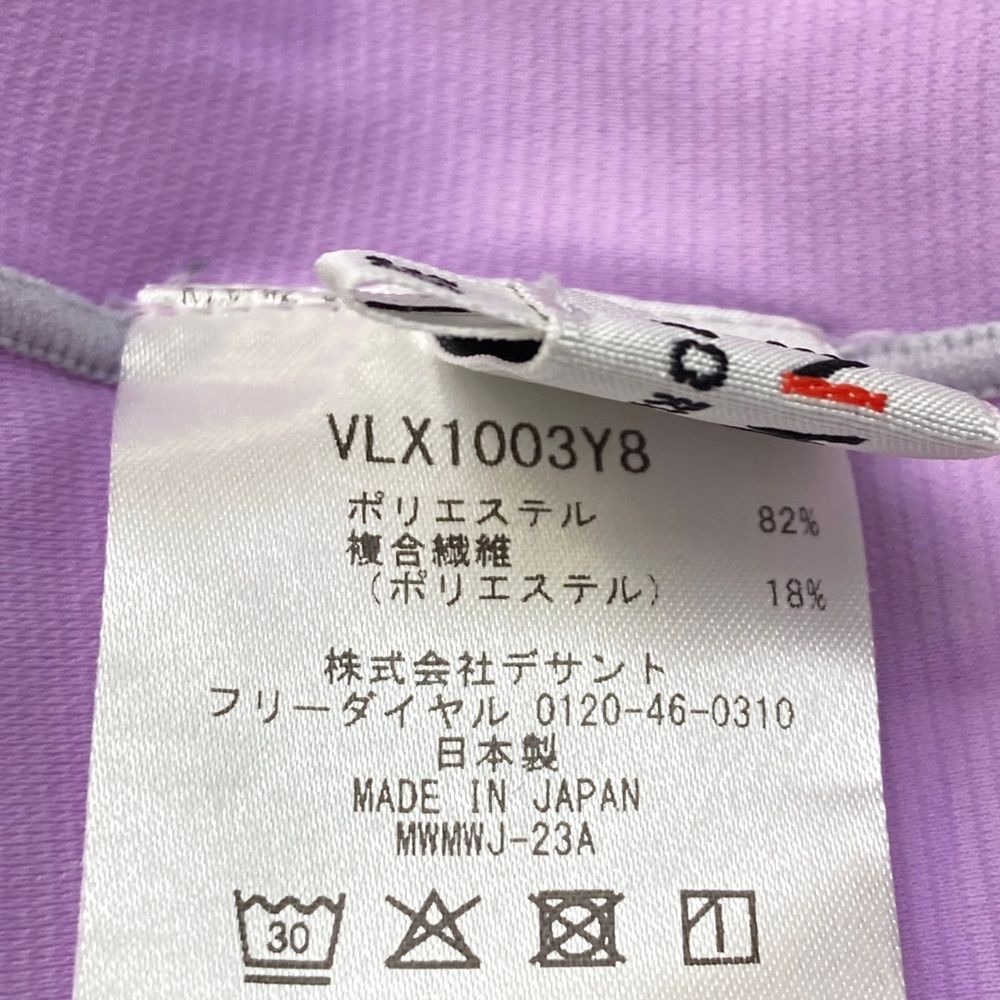 VLX1003Y8
ポリエステル 82%
複合繊維
(ポリエステル) 18%
株式会社デサント
フリーダイヤル 0120-46-0310
日本製
MADE IN JAPAN
MWMWJ-23A
30